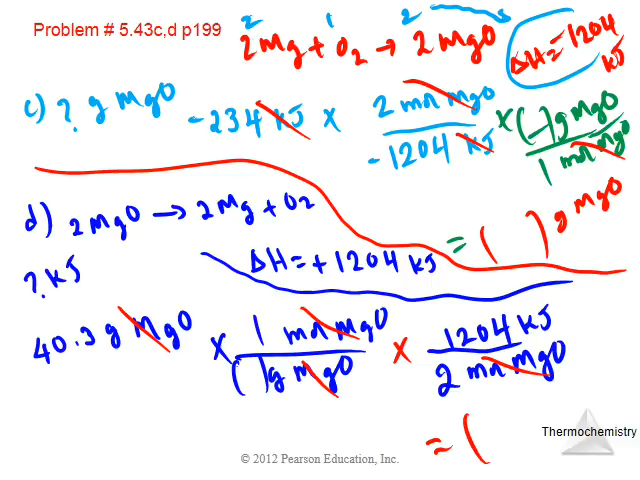 Problem # 5.43c,d p199
2 1 2
2Mg + O2 → 2MgO ΔH = -1204 kJ
c) ? g MgO -234 kJ × 2 mol MgO / -1204 kJ × ( ) g MgO / 1 mol MgO
= ( ) g MgO
d) 2MgO → 2Mg + O2
ΔH = + 1204 kJ
? kJ
40.3 g MgO × 1 mol MgO / ( ) g MgO × 1204 kJ / 2 mol MgO
= (
Thermochemistry
© 2012 Pearson Education, Inc.